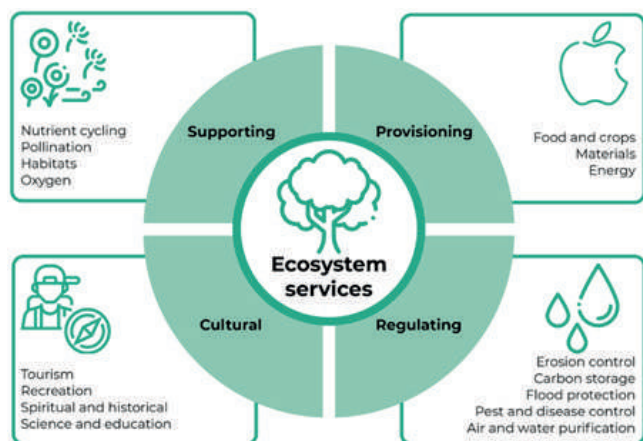 Supporting
Nutrient cycling
Pollination
Habitats
Oxygen
Provisioning
Food and crops
Materials
Energy
Ecosystem
services
Cultural
Tourism
Recreation
Spiritual and historical
Science and education
Regulating
Erosion control
Carbon storage
Flood protection
Pest and disease control
Air and water purification